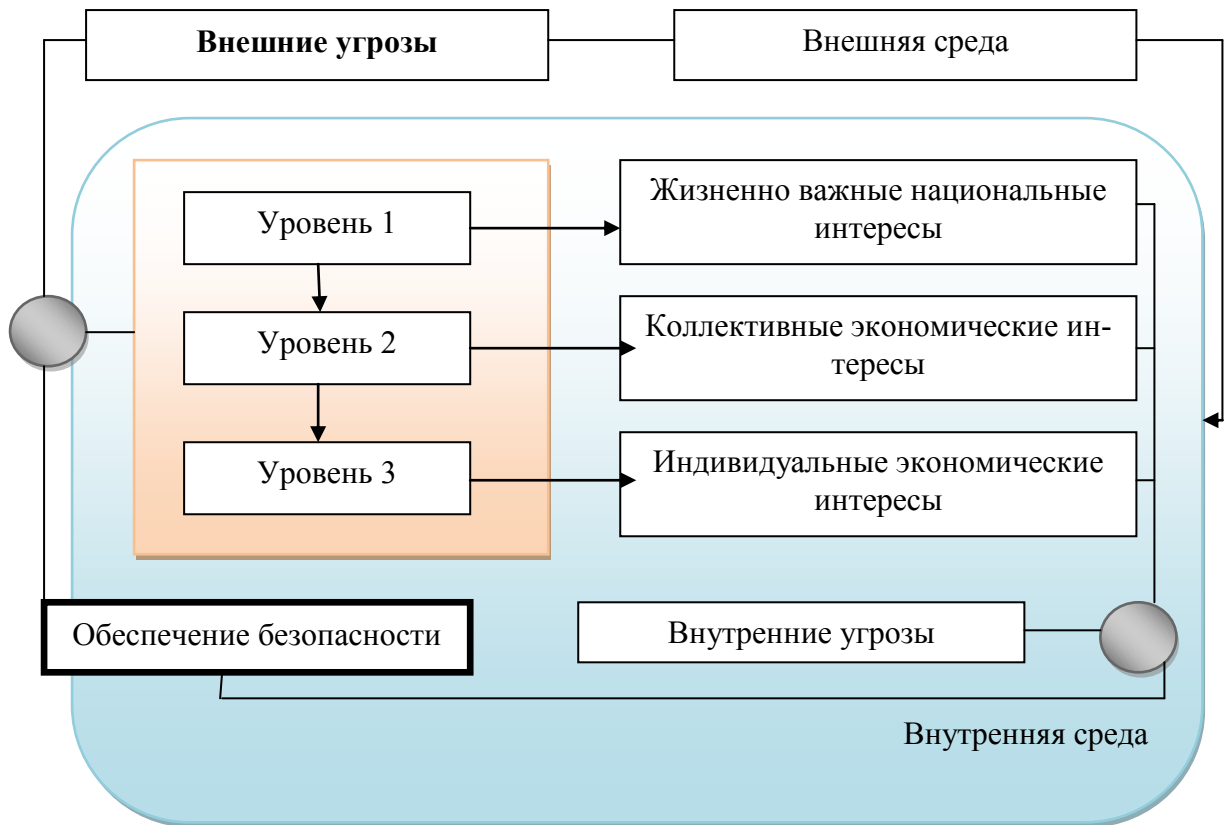 Внешние угрозы
Внешняя среда
Уровень 1
Жизненно важные национальные
интересы
Уровень 2
Коллективные экономические ин-
тересы
Уровень 3
Индивидуальные экономические
интересы
Обеспечение безопасности
Внутренние угрозы
Внутренняя среда